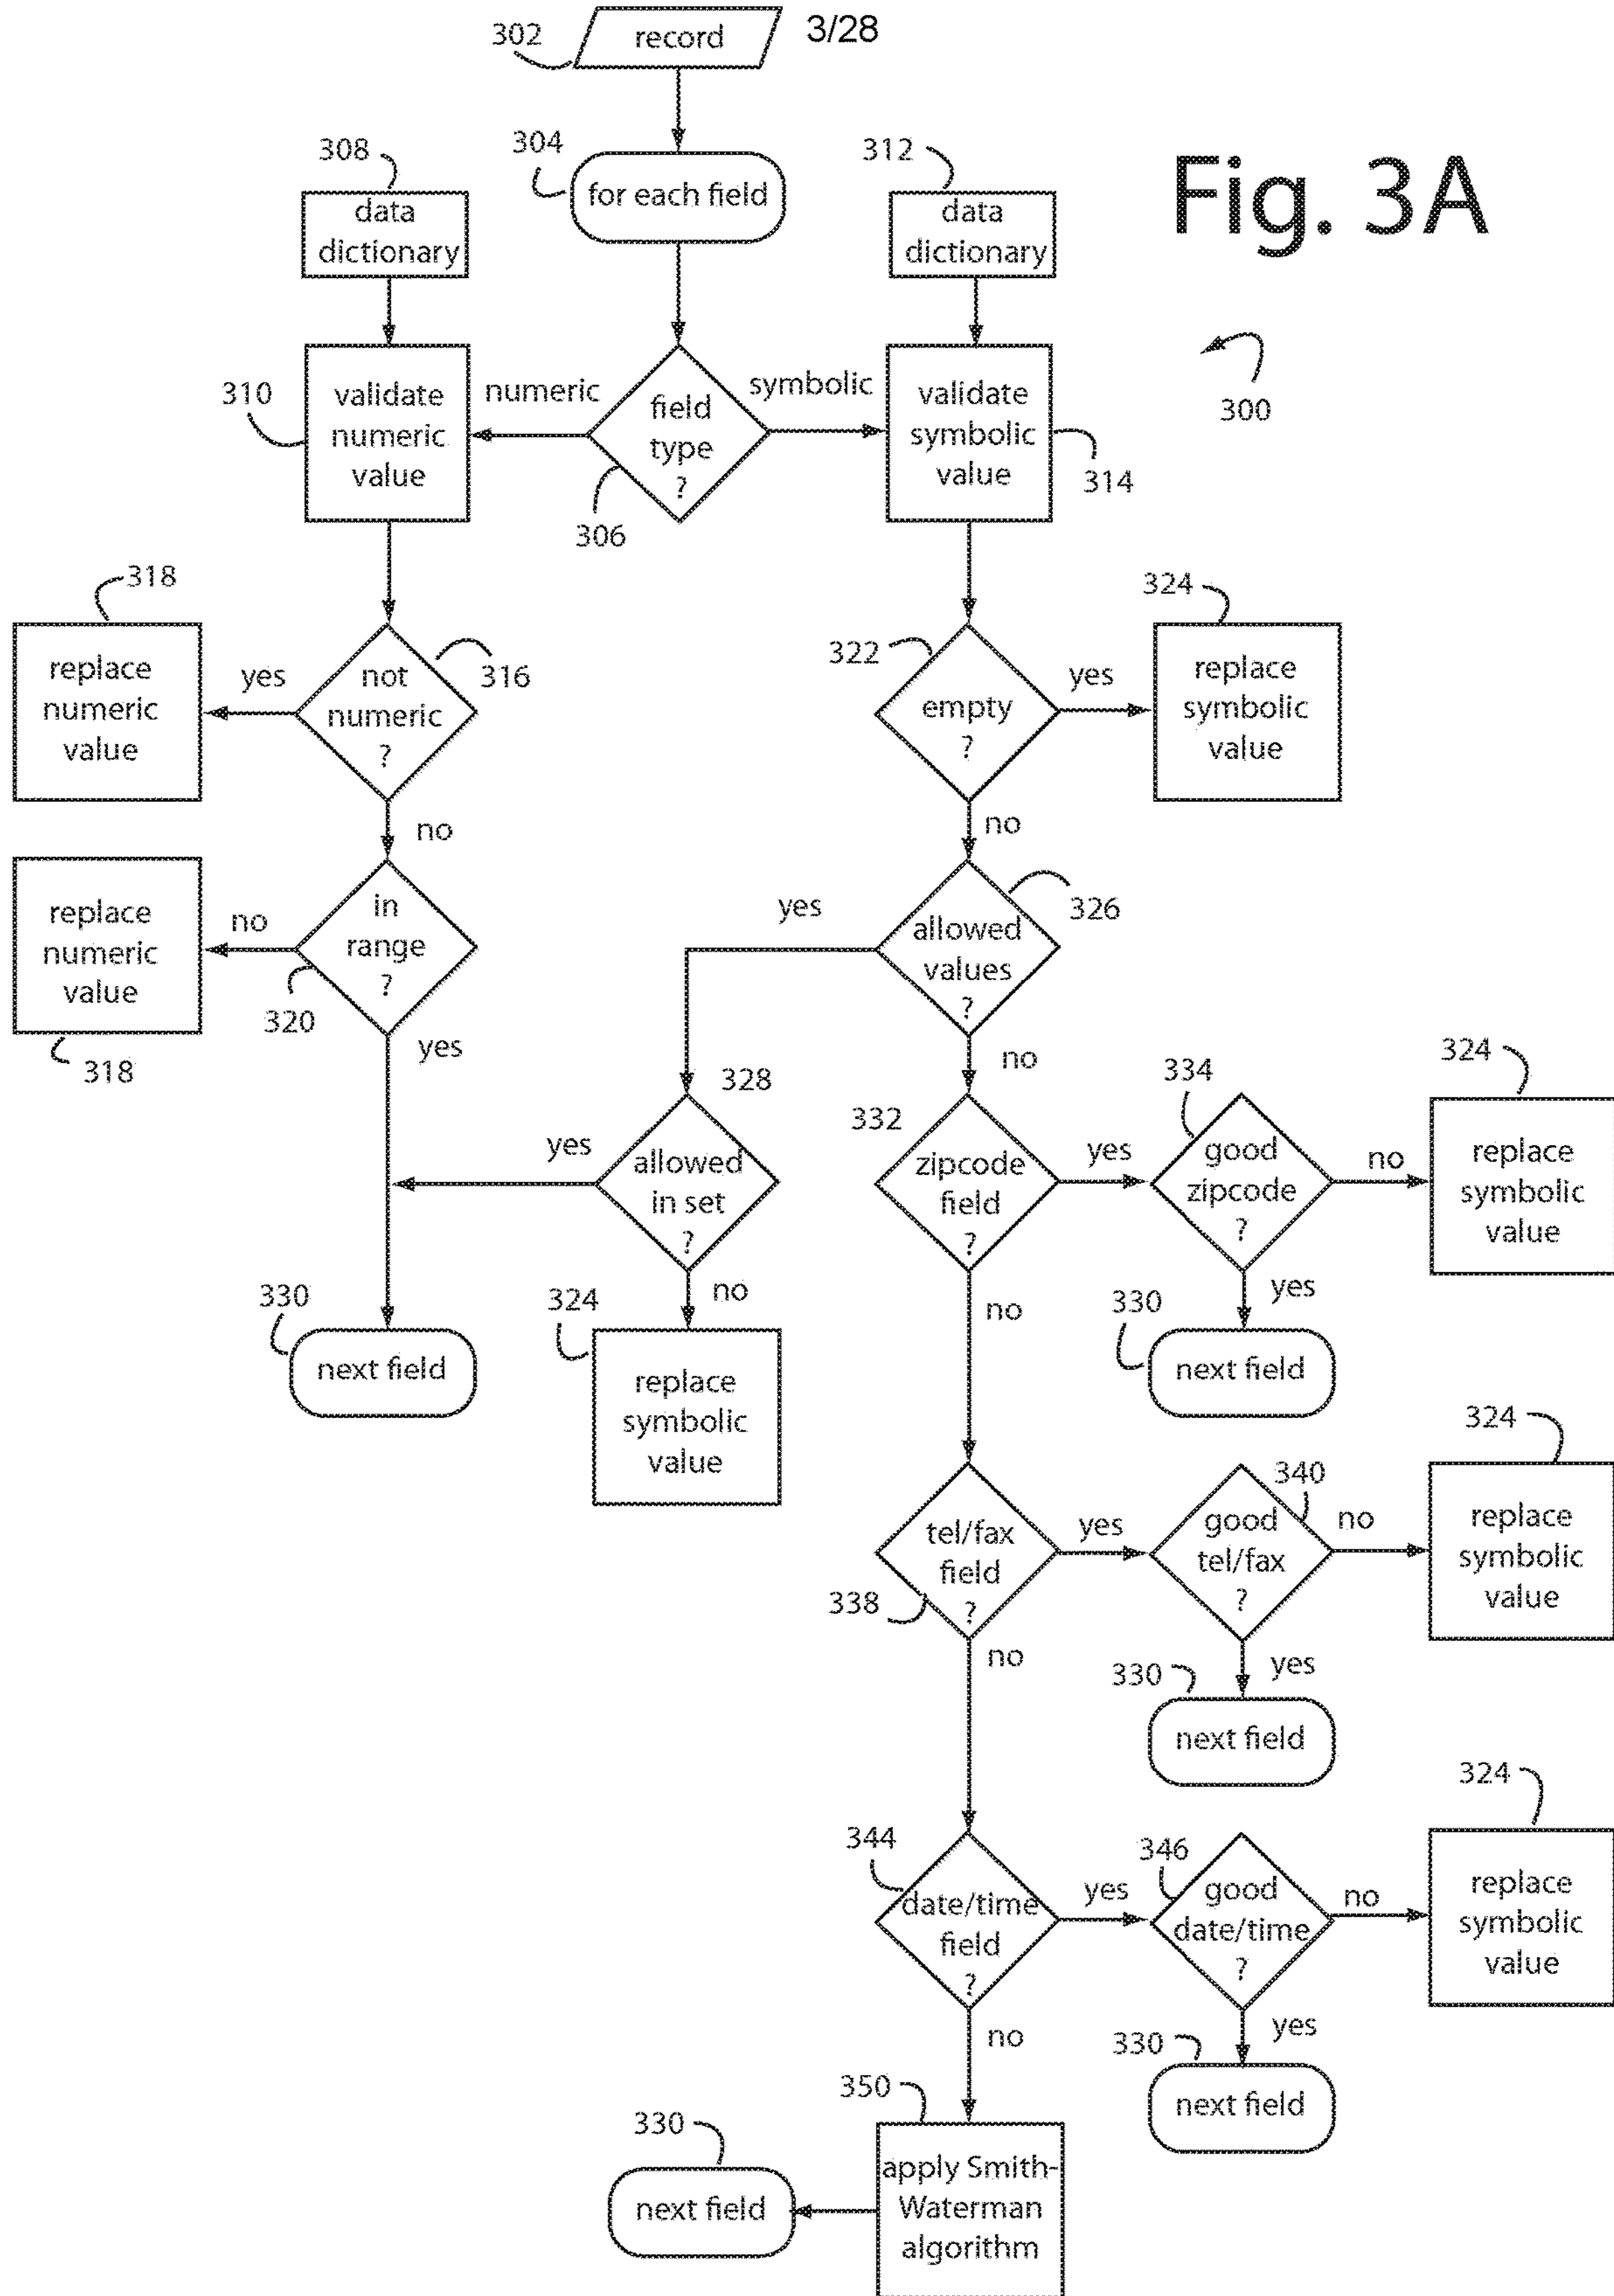 302
record
3/28
308
304
312
Fig. 3A
data
dictionary
for each field
data
dictionary
300
310
validate
numeric
value
numeric
field
type
?
306
symbolic
validate
symbolic
value
314
318
replace
numeric
value
yes
not
numeric
?
316
no
322
empty
?
yes
324
replace
symbolic
value
no
replace
numeric
value
318
no
in
range
?
320
yes
yes
allowed
values
?
326
no
328
yes
allowed
in set
?
no
332
zipcode
field
?
yes
334
good
zipcode
?
no
324
replace
symbolic
value
yes
330
next field
324
replace
symbolic
value
no
330
next field
338
tel/fax
field
?
yes
340
good
tel/fax
?
no
324
replace
symbolic
value
yes
330
next field
no
344
date/time
field
?
yes
346
good
date/time
?
no
324
replace
symbolic
value
yes
330
next field
no
350
apply Smith-
Waterman
algorithm
330
next field